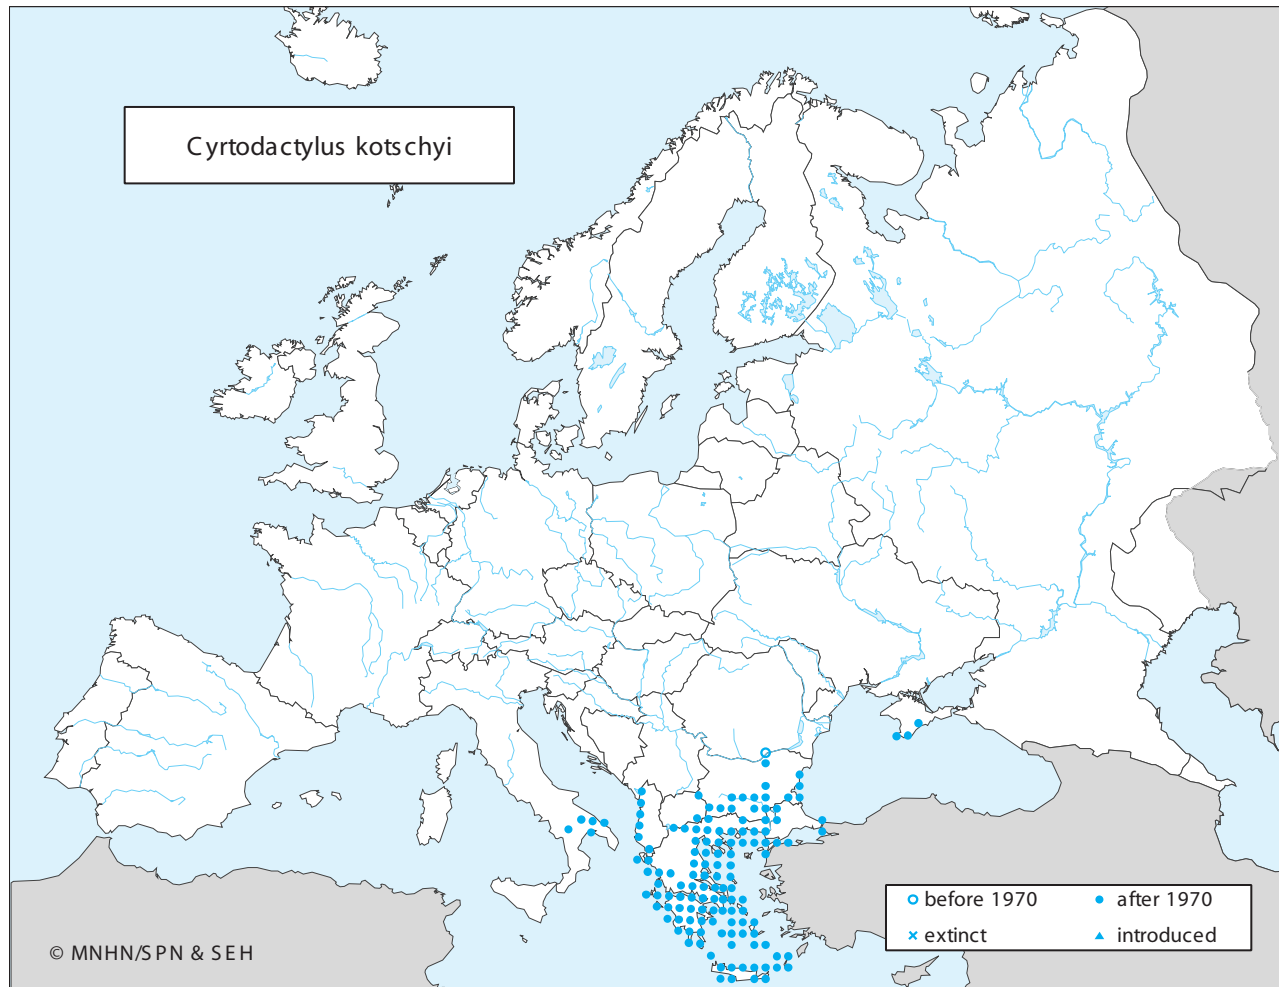 Cyrtodactylus kotschyi
before 1970
after 1970
extinct
introduced
© MNHN/SPN & SEH